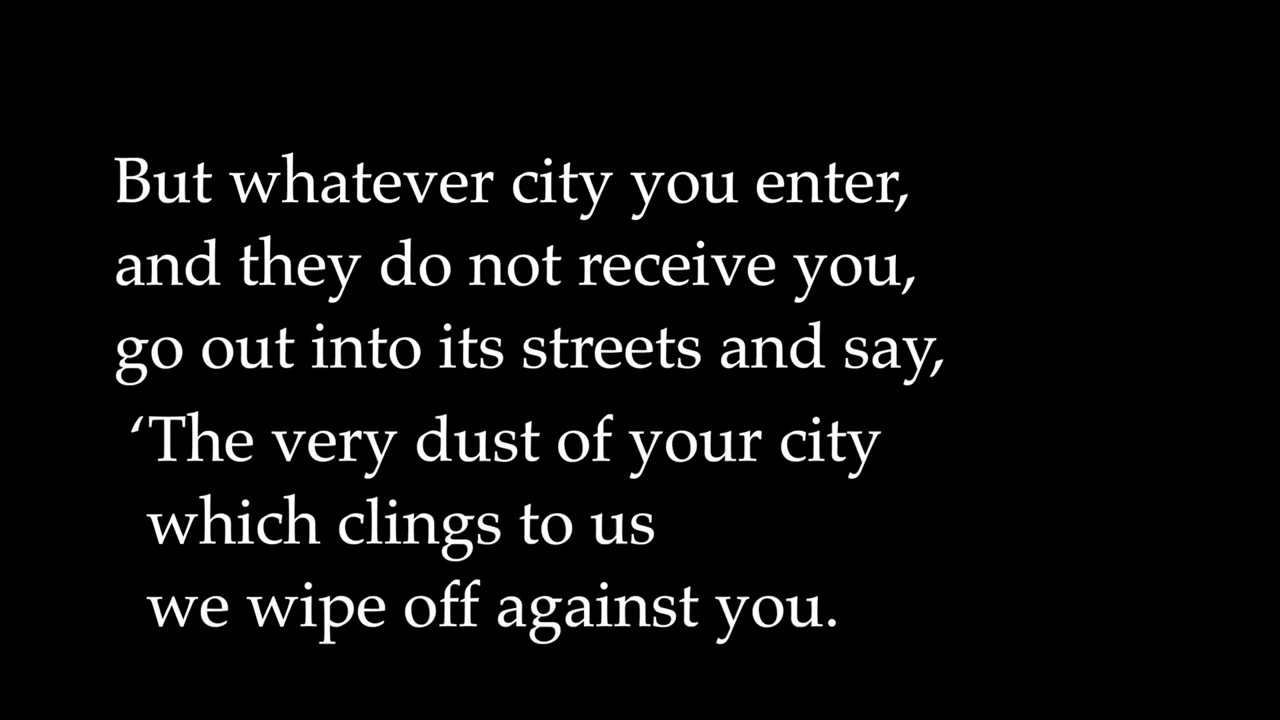 But whatever city you enter,
and they do not receive you,
go out into its streets and say,
‘The very dust of your city
which clings to us
we wipe off against you.